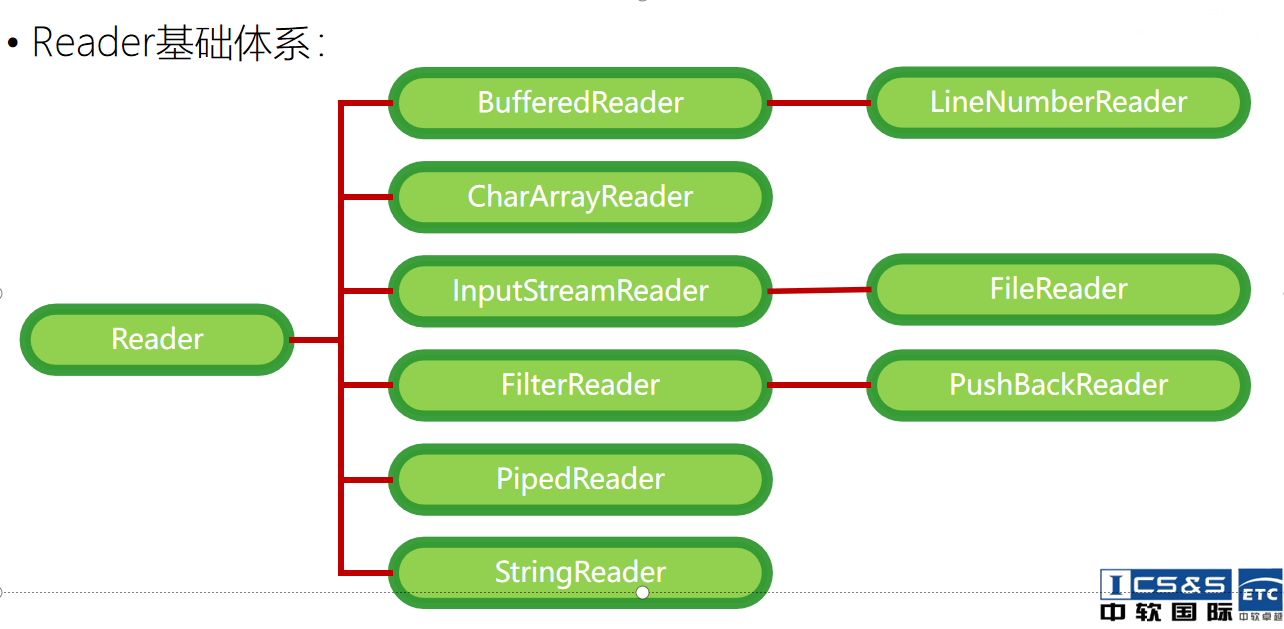 • Reader基础体系：
BufferedReader
LineNumberReader
CharArrayReader
InputStreamReader
FileReader
Reader
FilterReader
PushBackReader
PipedReader
StringReader
I CS&S
ETC
中软国际
中软卓越